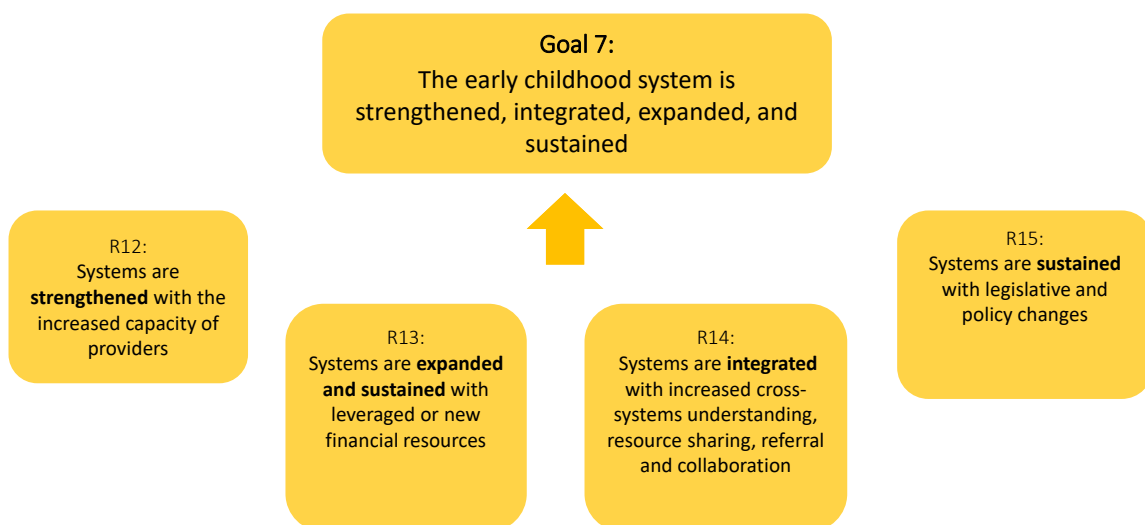 Goal 7:
The early childhood system is
strengthened, integrated, expanded, and
sustained
R12:
Systems are
strengthened with the
increased capacity of
providers
R13:
Systems are expanded
and sustained with
leveraged or new
financial resources
R14:
Systems are integrated
with increased cross-
systems understanding,
resource sharing, referral
and collaboration
R15:
Systems are sustained
with legislative and
policy changes